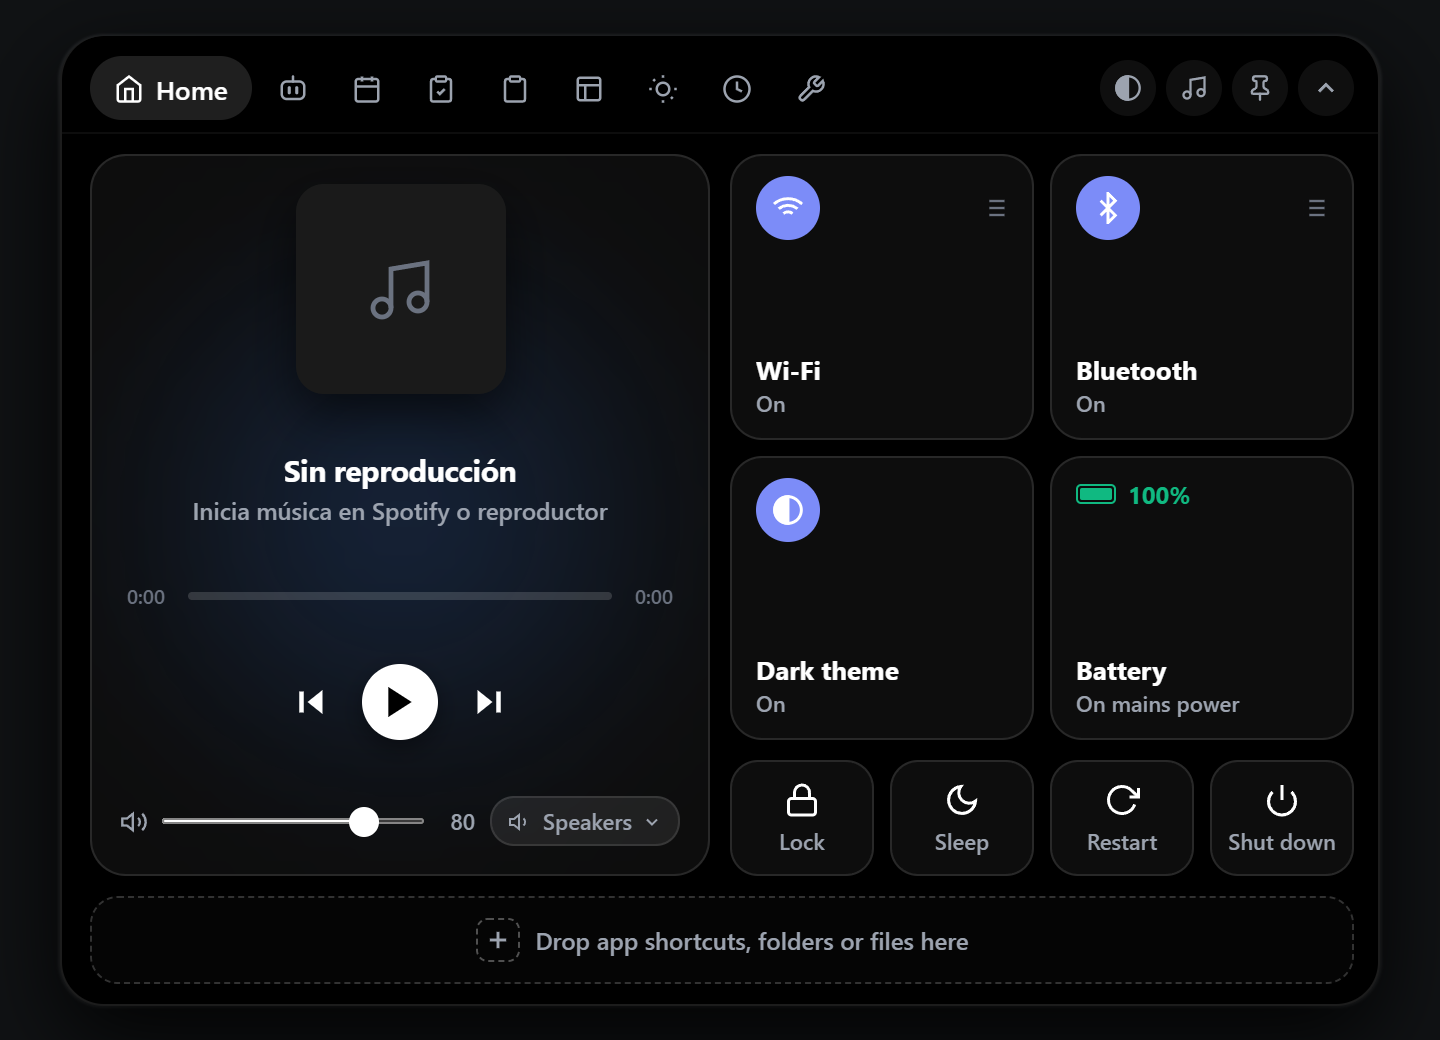 Home
Sin reproducción
Inicia música en Spotify o reproductor
0:00 0:00
80 Speakers
Wi-Fi
On
Bluetooth
On
Dark theme
On
100%
Battery
On mains power
Lock
Sleep
Restart
Shut down
Drop app shortcuts, folders or files here